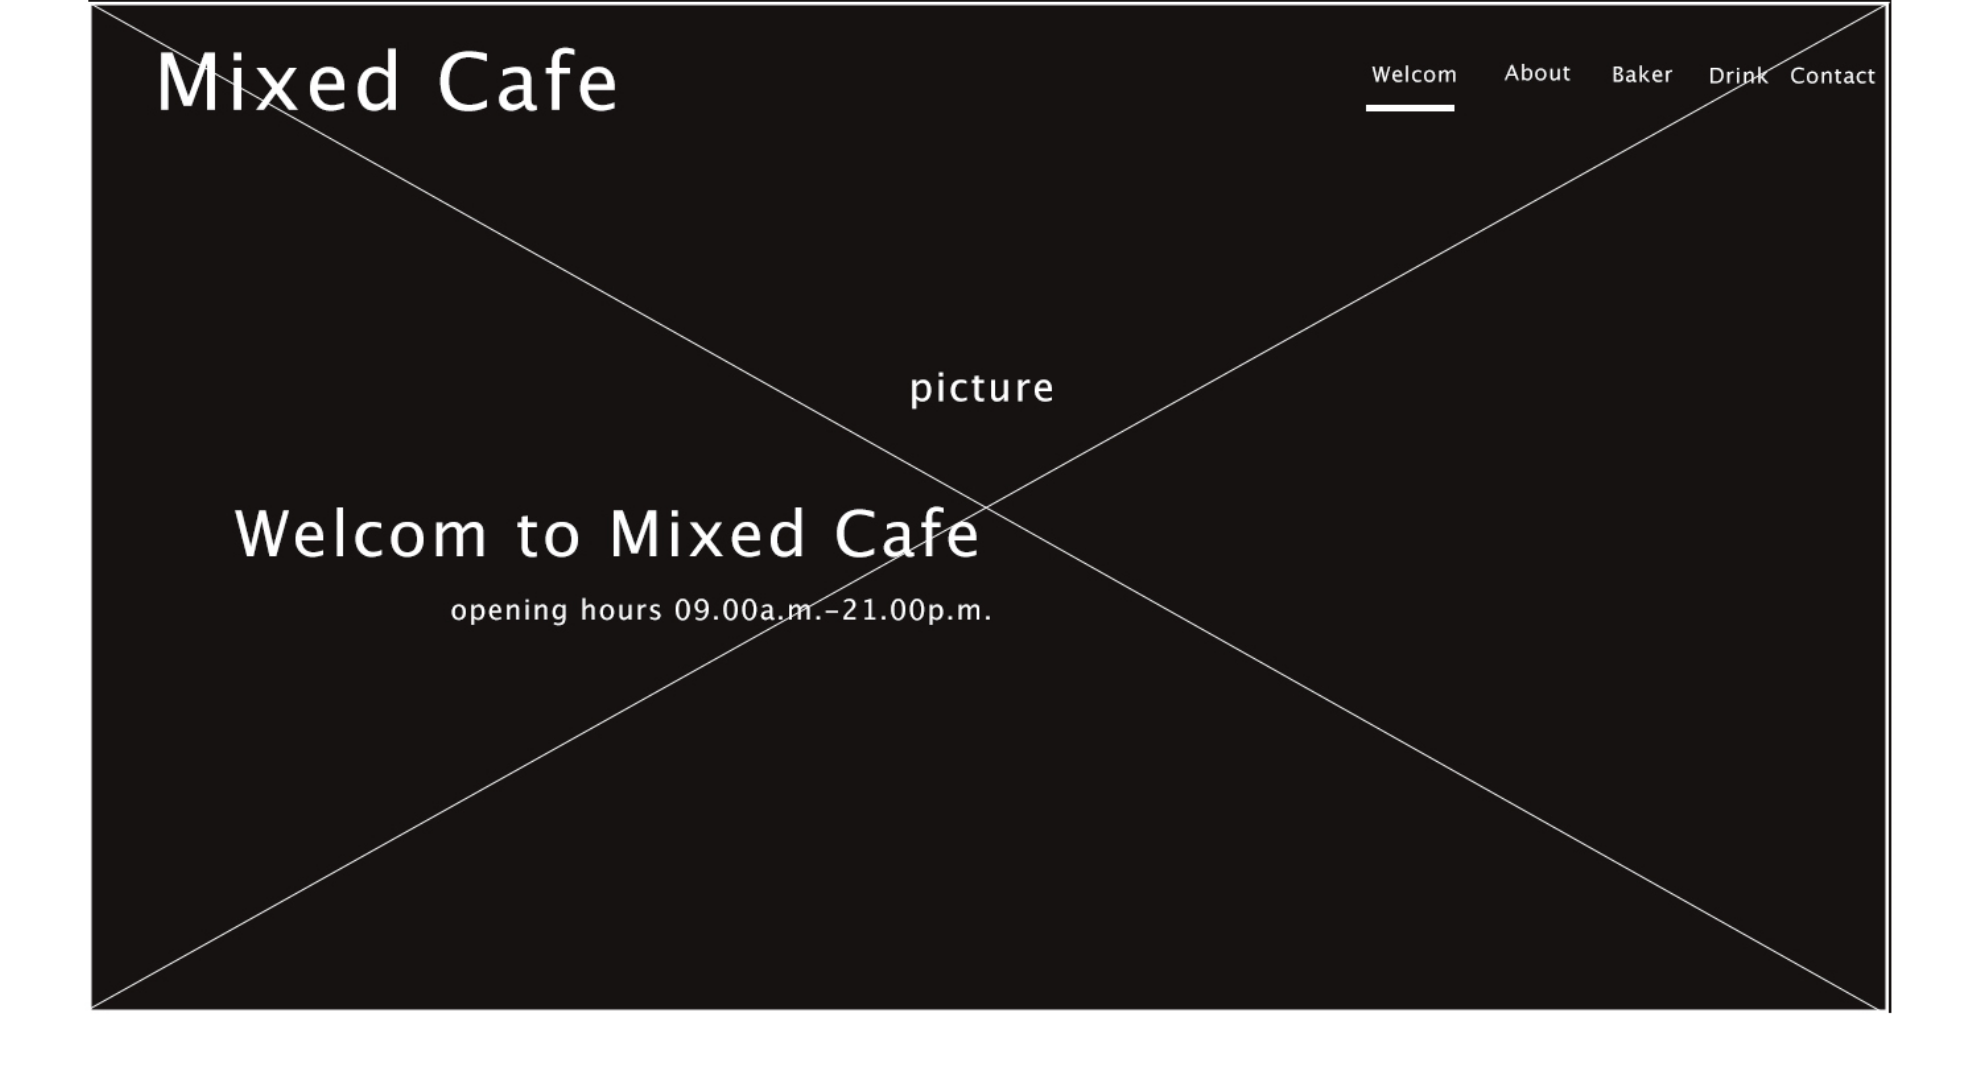 Mixed Cafe
Welcom About Baker Drink Contact
picture
Welcom to Mixed Cafe
opening hours 09.00a.m.–21.00p.m.